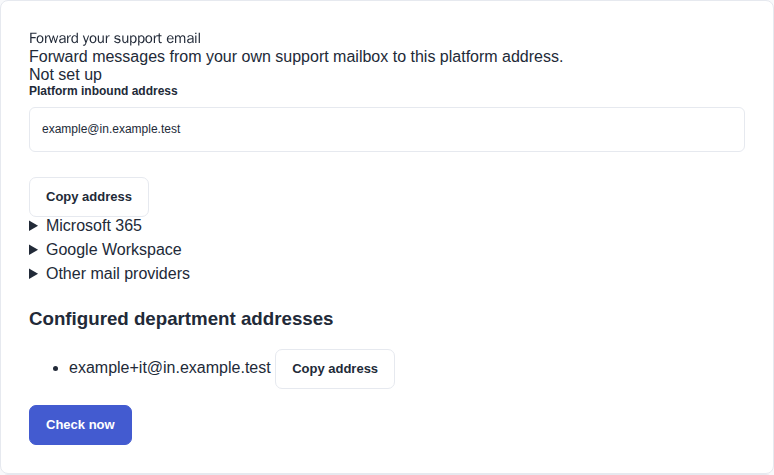 Forward your support email
Forward messages from your own support mailbox to this platform address.
Not set up
Platform inbound address
example@in.example.test
Copy address
Microsoft 365
Google Workspace
Other mail providers
Configured department addresses
example+it@in.example.test Copy address
Check now